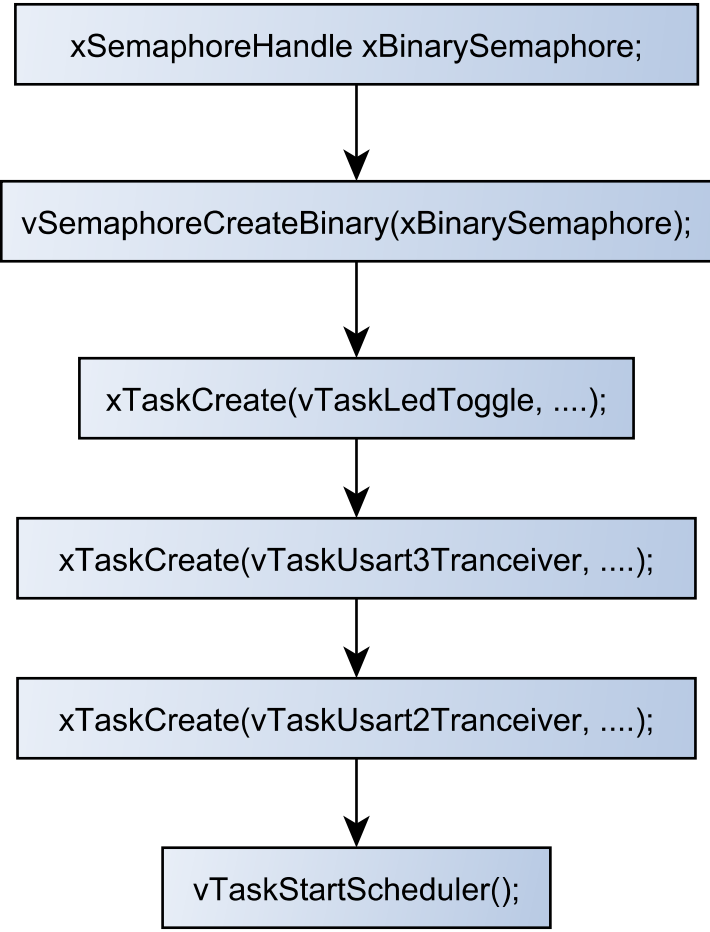 xSemaphoreHandle xBinarySemaphore;
vSemaphoreCreateBinary(xBinarySemaphore);
xTaskCreate(vTaskLedToggle, ....);
xTaskCreate(vTaskUsart3Tranceiver, ....);
xTaskCreate(vTaskUsart2Tranceiver, ....);
vTaskStartScheduler();